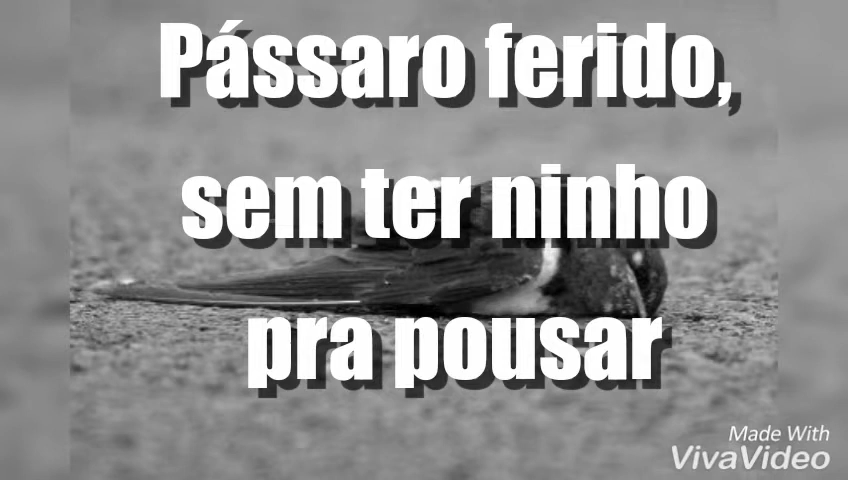 Pássaro ferido,
sem ter ninho
pra pousar
Made With
VivaVideo